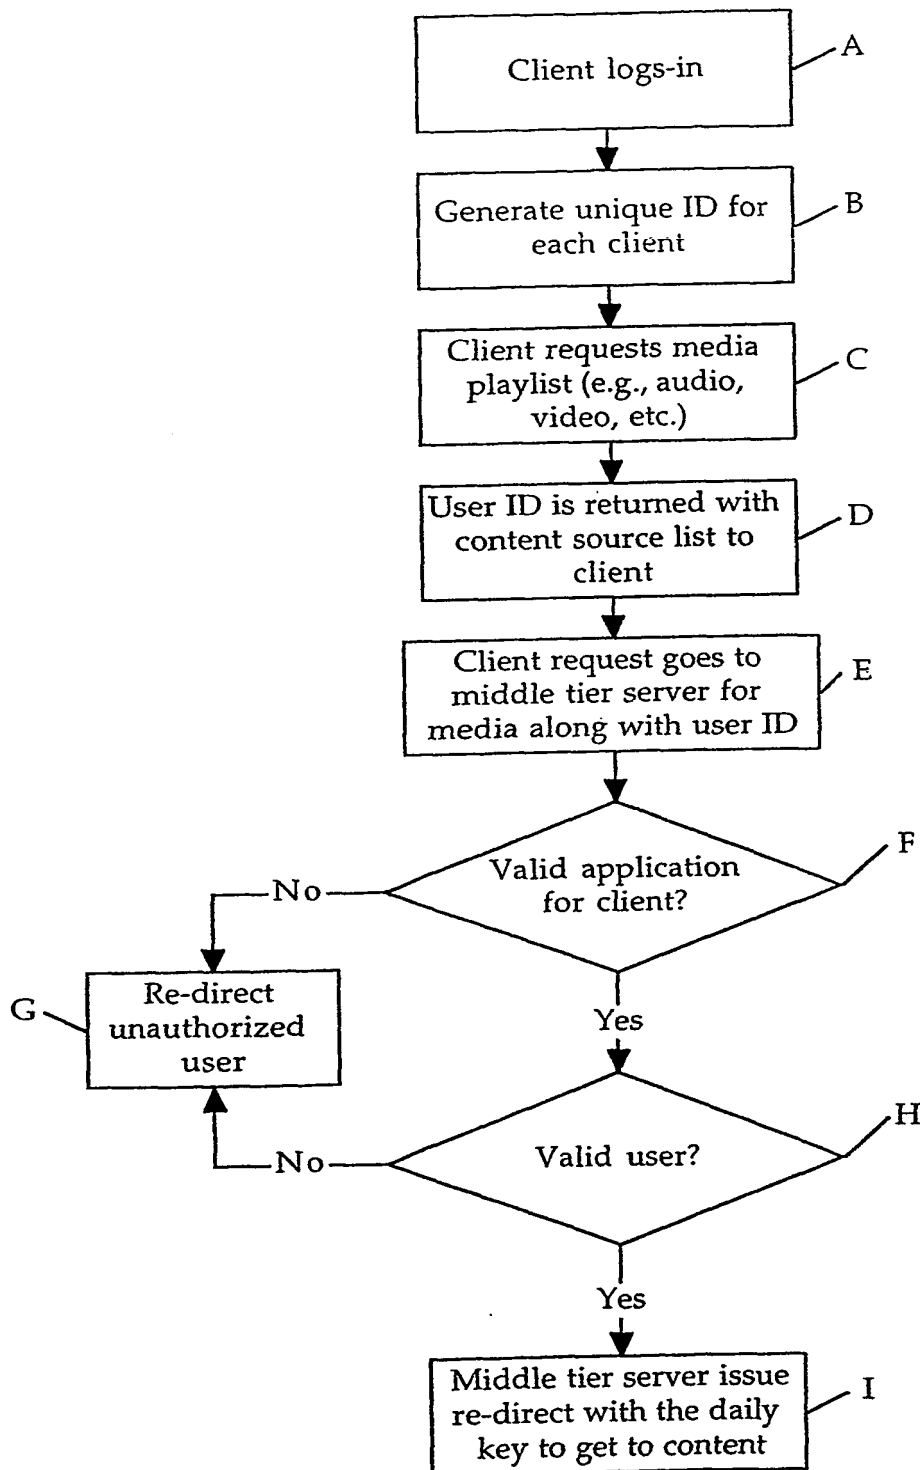 Client logs-in
A
Generate unique ID for
each client
B
Client requests media
playlist (e.g., audio,
video, etc.)
C
User ID is returned with
content source list to
client
D
Client request goes to
middle tier server for
media along with user ID
E
Valid application
for client?
F
No
Re-direct
unauthorized
user
G
Yes
Valid user?
H
No
Yes
Middle tier server issue
re-direct with the daily
key to get to content
I